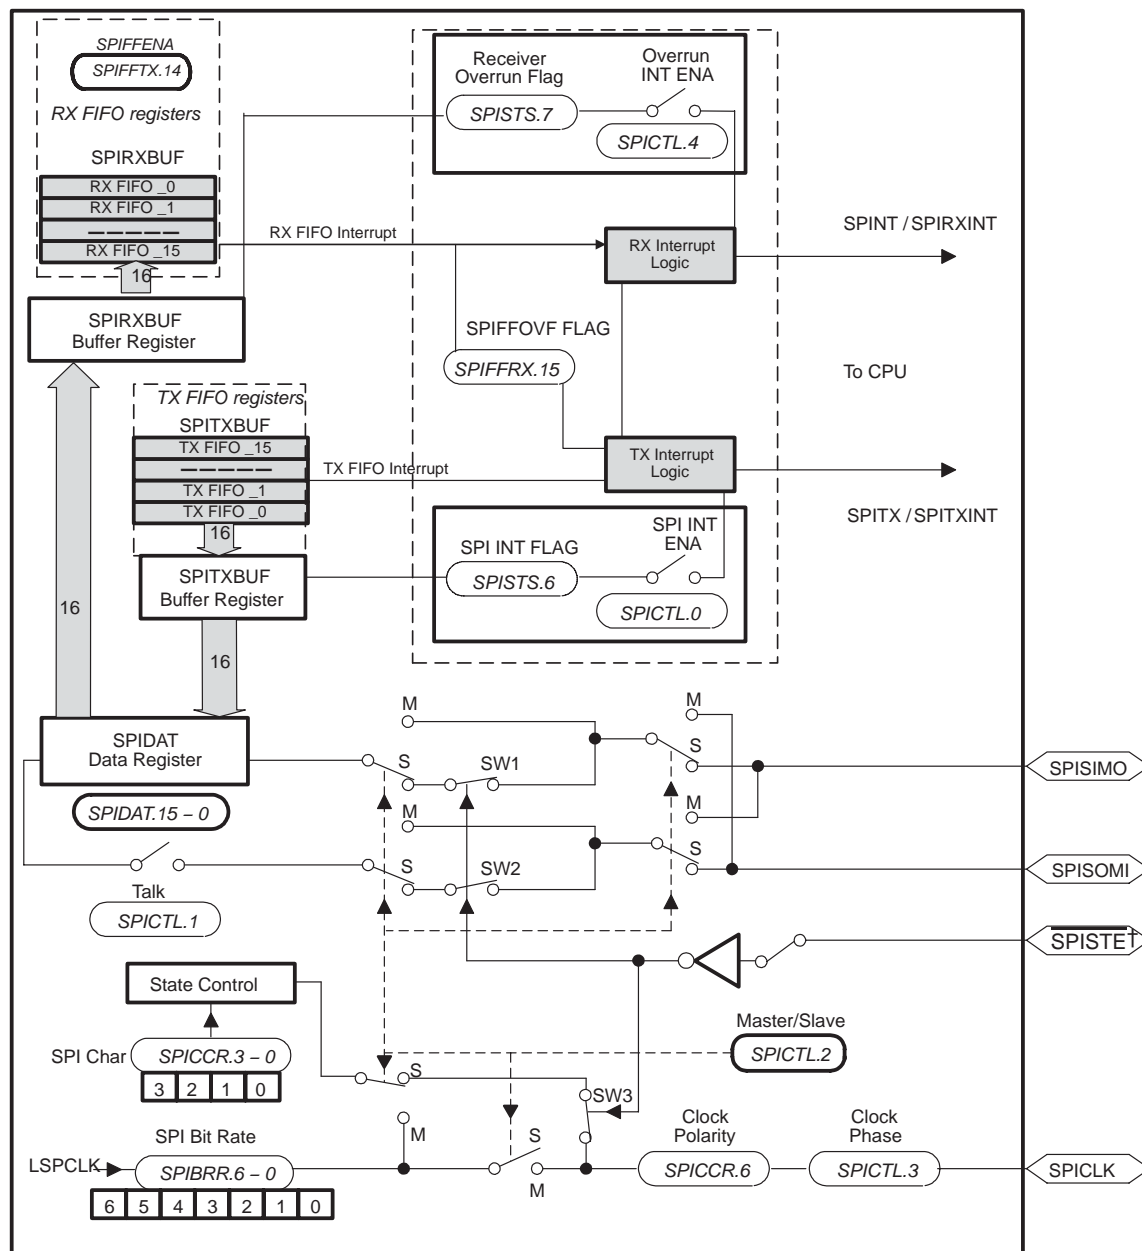 SPIFFENA
SPIFFTX.14
RX FIFO registers
SPIRXBUF
RX FIFO _0
RX FIFO _1
–––––
RX FIFO _15
16
SPIRXBUF
Buffer Register
Receiver
Overrun Flag
SPISTS.7
Overrun
INT ENA
SPICTL.4
RX FIFO Interrupt
RX Interrupt
Logic
SPINT / SPIRXINT
SPIFFOVF FLAG
SPIFFRX.15
To CPU
TX FIFO registers
SPITXBUF
TX FIFO _15
–––––
TX FIFO _1
TX FIFO _0
16
TX FIFO Interrupt
TX Interrupt
Logic
SPITX / SPITXINT
SPITXBUF
Buffer Register
SPI INT FLAG
SPISTS.6
SPI INT
ENA
SPICTL.0
16
16
SPIDAT
Data Register
SPIDAT.15 – 0
M
S
SW1
M
S
SPISIMO
M
S
SW2
M
S
SPISOMI
Talk
SPICTL.1
SPISTET
State Control
Master/Slave
SPICTL.2
SPI Char
SPICCR.3 – 0
3 2 1 0
S
M
SW3
SPI Bit Rate
LSPCLK
SPIBRR.6 – 0
6 5 4 3 2 1 0
S
M
Clock
Polarity
SPICCR.6
Clock
Phase
SPICTL.3
SPICLK